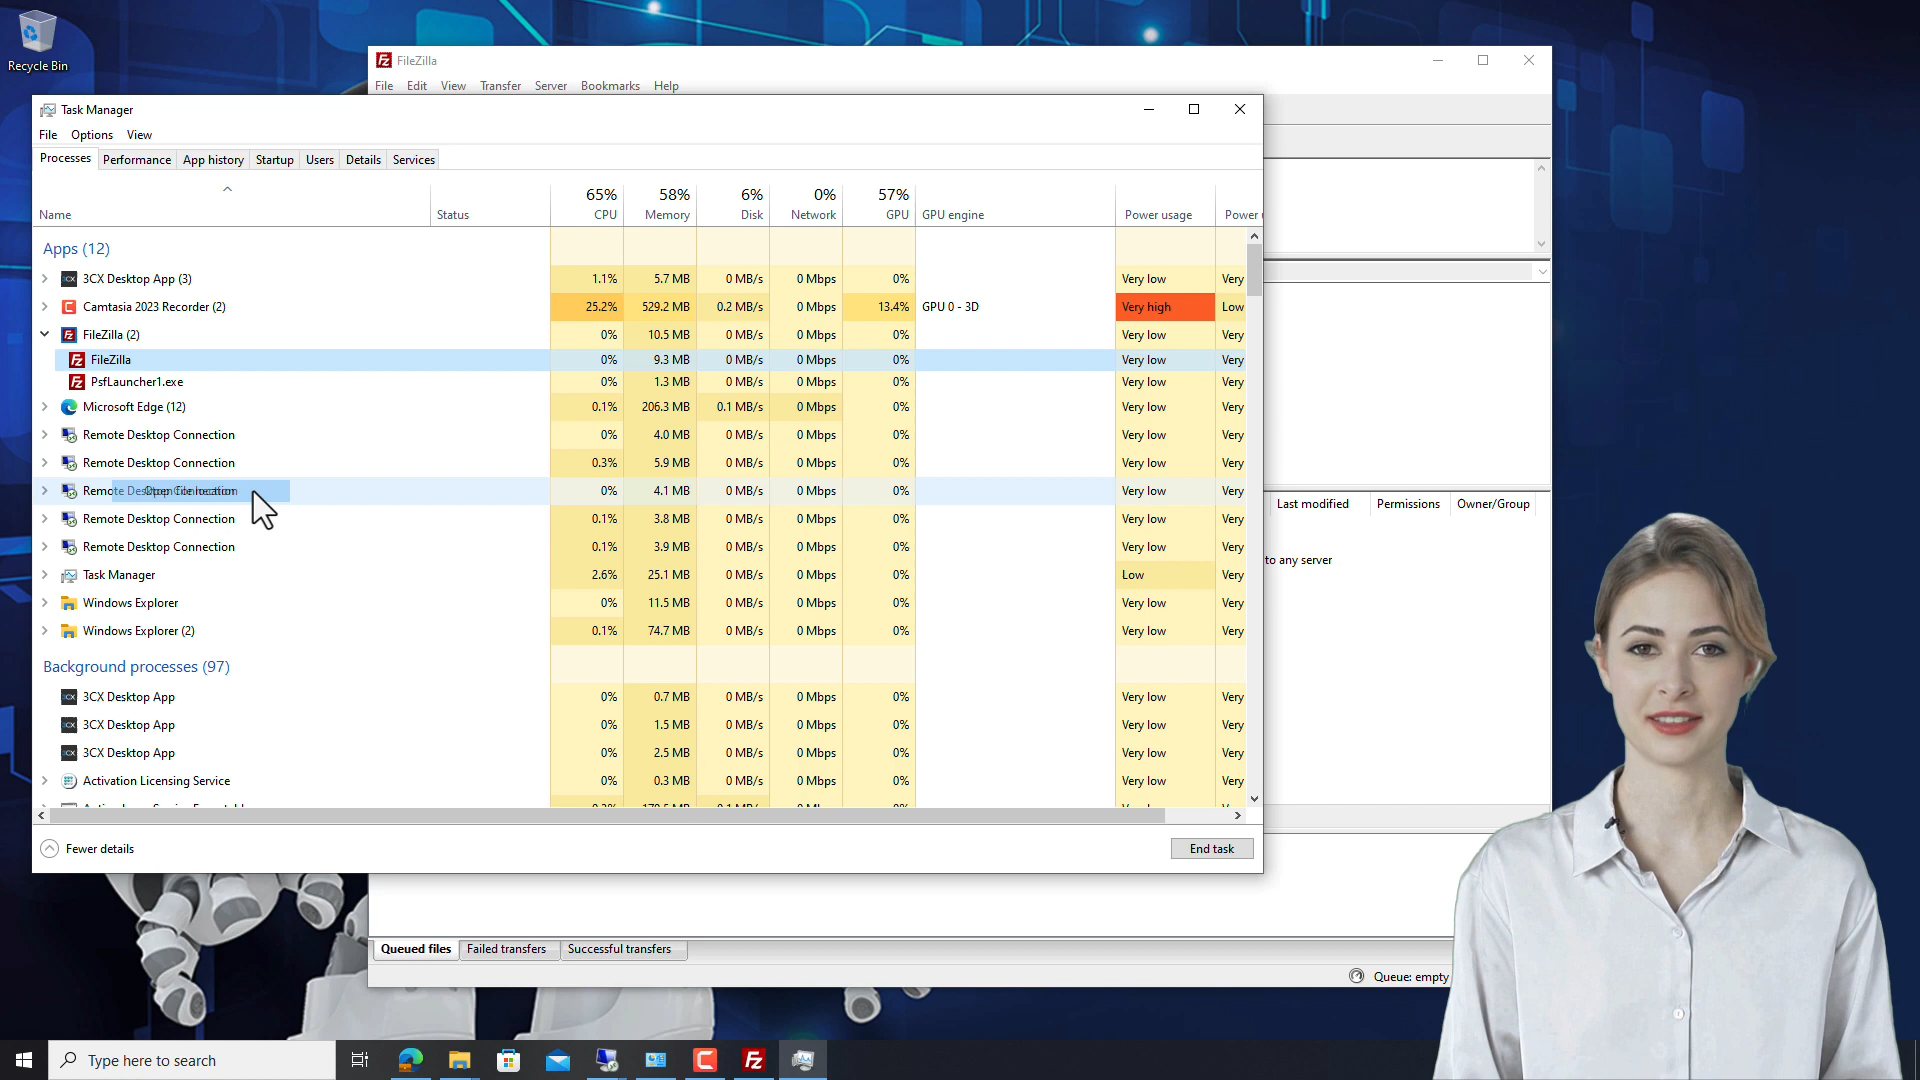 Recycle Bin
FileZilla
File Edit View Transfer Server Bookmarks Help
Task Manager
File Options View
Processes Performance App history Startup Users Details Services
65% 58% 6% 0% 57%
Name Status CPU Memory Disk Network GPU GPU engine Power usage Power
Apps (12)
3CX Desktop App (3) 1.1% 5.7 MB 0 MB/s 0 Mbps 0% Very low Very
Camtasia 2023 Recorder (2) 25.2% 529.2 MB 0.2 MB/s 0 Mbps 13.4% GPU 0 - 3D Very high Low
FileZilla (2) 0% 10.5 MB 0 MB/s 0 Mbps 0% Very low Very
FileZilla 0% 9.3 MB 0 MB/s 0 Mbps 0% Very low Very
PsfLauncher1.exe 0% 1.3 MB 0 MB/s 0 Mbps 0% Very low Very
Microsoft Edge (12) 0.1% 206.3 MB 0.1 MB/s 0 Mbps 0% Very low Very
Remote Desktop Connection 0% 4.0 MB 0 MB/s 0 Mbps 0% Very low Very
Remote Desktop Connection 0.3% 5.9 MB 0 MB/s 0 Mbps 0% Very low Very
Remote Desktop Connection Open file location 0% 4.1 MB 0 MB/s 0 Mbps 0% Very low Very
Remote Desktop Connection 0.1% 3.8 MB 0 MB/s 0 Mbps 0% Very low Very
Remote Desktop Connection 0.1% 3.9 MB 0 MB/s 0 Mbps 0% Very low Very
Task Manager 2.6% 25.1 MB 0 MB/s 0 Mbps 0% Low Very
Windows Explorer 0% 11.5 MB 0 MB/s 0 Mbps 0% Very low Very
Windows Explorer (2) 0.1% 74.7 MB 0 MB/s 0 Mbps 0% Very low Very
Background processes (97)
3CX Desktop App 0% 0.7 MB 0 MB/s 0 Mbps 0% Very low Very
3CX Desktop App 0% 1.5 MB 0 MB/s 0 Mbps 0% Very low Very
3CX Desktop App 0% 2.5 MB 0 MB/s 0 Mbps 0% Very low Very
Activation Licensing Service 0% 0.3 MB 0 MB/s 0 Mbps 0% Very low Very
Fewer details End task
Last modified Permissions Owner/Group
to any server
Queued files Failed transfers Successful transfers
Queue: empty
Type here to search